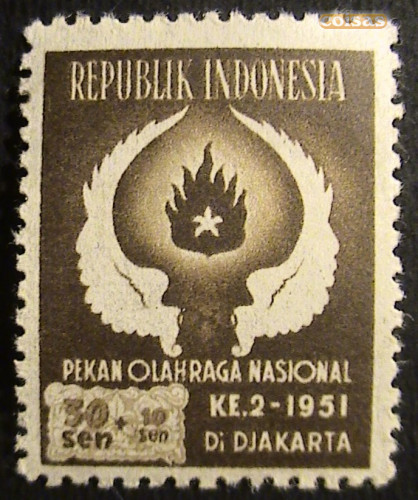 REPUBLIK INDONESIA
PEKAN OLAHRAGA NASIONAL
KE.2-1951
30 sen + 10 sen
Di DJAKARTA